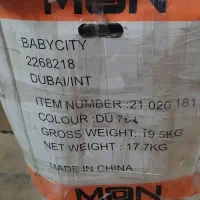 MON
BABYCITY
2268218
DUBAI/INT
ITEM NUMBER :21 020 181
COLOUR :DU
GROSS WEIGHT: 19.5KG
NET WEIGHT : 17.7KG
MADE IN CHINA
MON